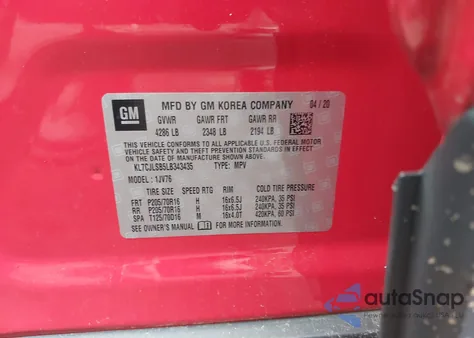 GM
MFD BY GM KOREA COMPANY 04 / 20
GVWR GAWR FRT GAWR RR
4286 LB 2348 LB 2194 LB
THIS VEHICLE CONFORMS TO ALL APPLICABLE U.S. FEDERAL MOTOR
VEHICLE SAFETY, BUMPER, AND THEFT PREVENTION STANDARDS IN
EFFECT ON THE DATE OF MANUFACTURE SHOWN ABOVE.
KL7CJLSB5LB343435 TYPE: MPV
MODEL: 1JV76
TIRE SIZE SPEED RTG RIM COLD TIRE PRESSURE
FRT P205/70R16 H 16x6.5J 240KPA, 35 PSI
RR P205/70R16 H 16x6.5J 240KPA, 35 PSI
SPA T125/70D16 M 16x4.0T 420KPA, 60 PSI
SEE OWNER'S MANUAL FOR MORE INFORMATION.
autoSnap